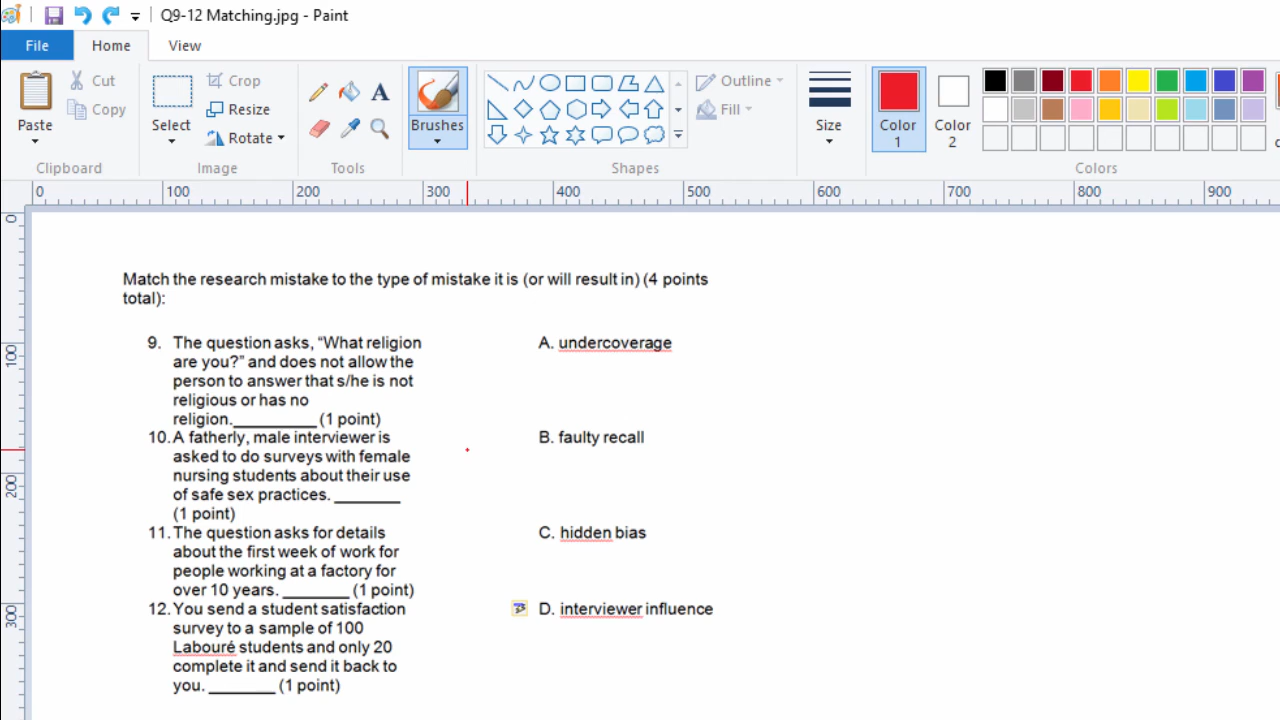 Q9-12 Matching.jpg - Paint
File Home View
Cut
Copy
Paste
Clipboard
Select
Crop
Resize
Rotate
Image
A
Tools
Brushes
Shapes
Outline
Fill
Size
Color
1
Color
2
Colors
0 100 200 300 400 500 600 700 800 900
0
100
200
300
Match the research mistake to the type of mistake it is (or will result in) (4 points
total):
9. The question asks, “What religion
are you?” and does not allow the
person to answer that s/he is not
religious or has no
religion.__________ (1 point)
10. A fatherly, male interviewer is
asked to do surveys with female
nursing students about their use
of safe sex practices. ________
(1 point)
11. The question asks for details
about the first week of work for
people working at a factory for
over 10 years. ________ (1 point)
12. You send a student satisfaction
survey to a sample of 100
Labouré students and only 20
complete it and send it back to
you. ________ (1 point)
A. undercoverage
B. faulty recall
C. hidden bias
D. interviewer influence